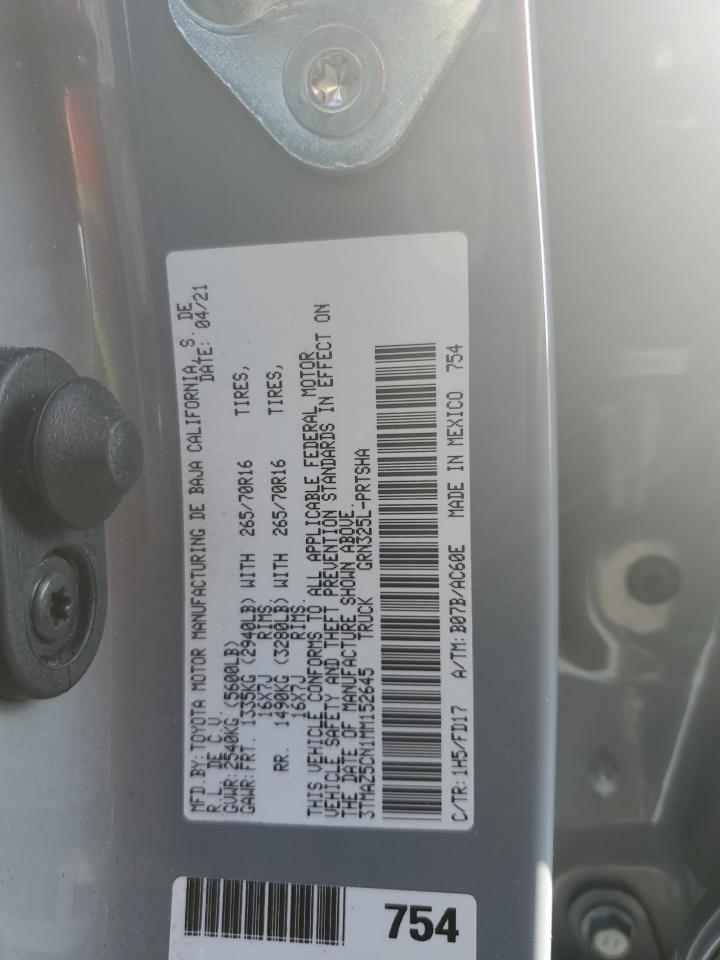 MFD.BY: TOYOTA MOTOR MANUFACTURING DE BAJA CALIFORNIA, S. DE
R.L. DE C.V. DATE: 04/21
GVWR: 2540KG (5600LB)
GAWR: FRT. 1335KG (2940LB) WITH 265/70R16 TIRES,
16X7J RIMS,
RR. 1490KG (3280LB) WITH 265/70R16 TIRES,
16X7J RIMS.
THIS VEHICLE CONFORMS TO ALL APPLICABLE FEDERAL MOTOR
VEHICLE SAFETY AND THEFT PREVENTION STANDARDS IN EFFECT ON
THE DATE OF MANUFACTURE SHOWN ABOVE.
3TMAZ5CN1MM152645 TRUCK GRN325L-PRTSHA
C/TR: 1H5/FD17 A/TM: B07B/AC60E MADE IN MEXICO 754
754